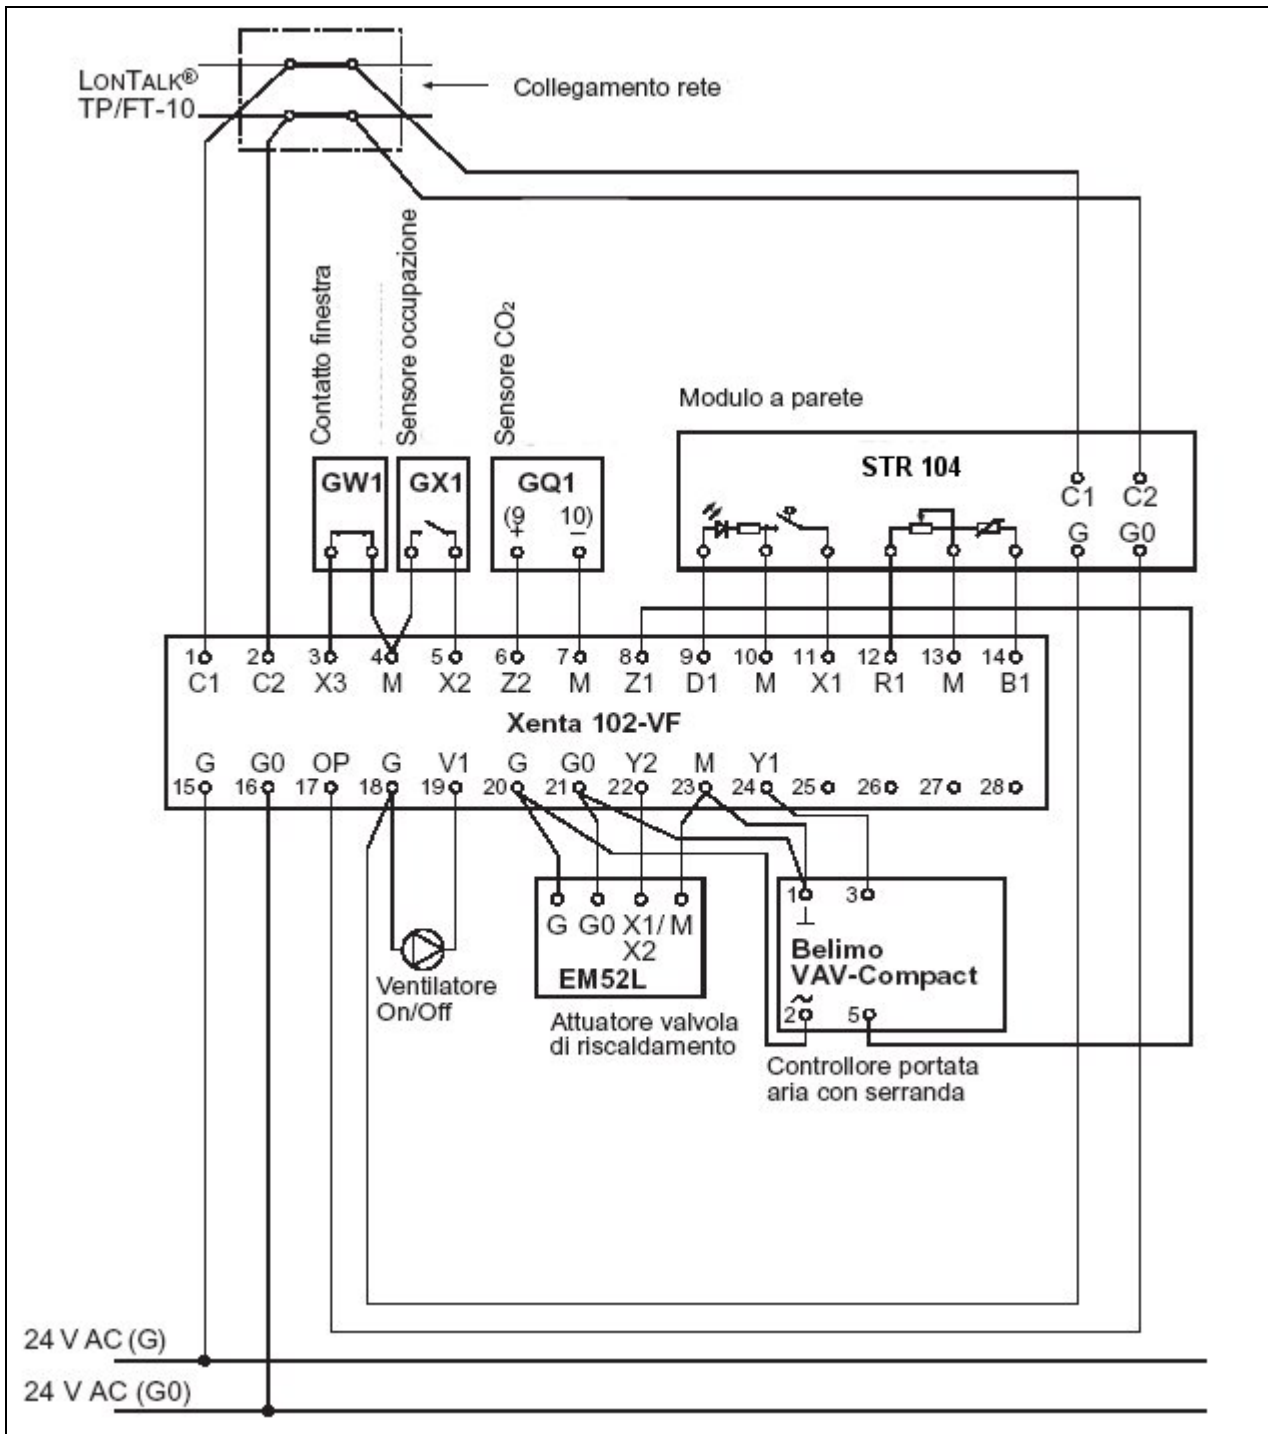 LONTALK®
TP/FT-10
Collegamento rete
Contatto finestra
Sensore occupazione
Sensore CO₂
Modulo a parete
STR 104
GW1
GX1
GQ1
(9 10)
+ –
C1 C2
G G0
1 2 3 4 5 6 7 8 9 10 11 12 13 14
C1 C2 X3 M X2 Z2 M Z1 D1 M X1 R1 M B1
Xenta 102-VF
G G0 OP G V1 G G0 Y2 M Y1
15 16 17 18 19 20 21 22 23 24 25 26 27 28
Ventilatore
On/Off
G G0 X1/ M
X2
EM52L
Attuatore valvola
di riscaldamento
1 3
⊥
Belimo
VAV-Compact
~
2 5
Controllore portata
aria con serranda
24 V AC (G)
24 V AC (G0)